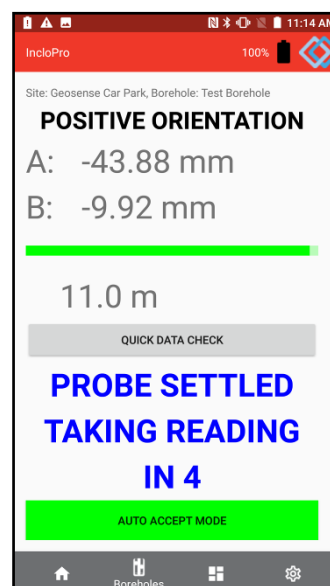 11:14 AM
IncloPro 100%
Site: Geosense Car Park, Borehole: Test Borehole
POSITIVE ORIENTATION
A: -43.88 mm
B: -9.92 mm
11.0 m
QUICK DATA CHECK
PROBE SETTLED
TAKING READING
IN 4
AUTO ACCEPT MODE
Boreholes